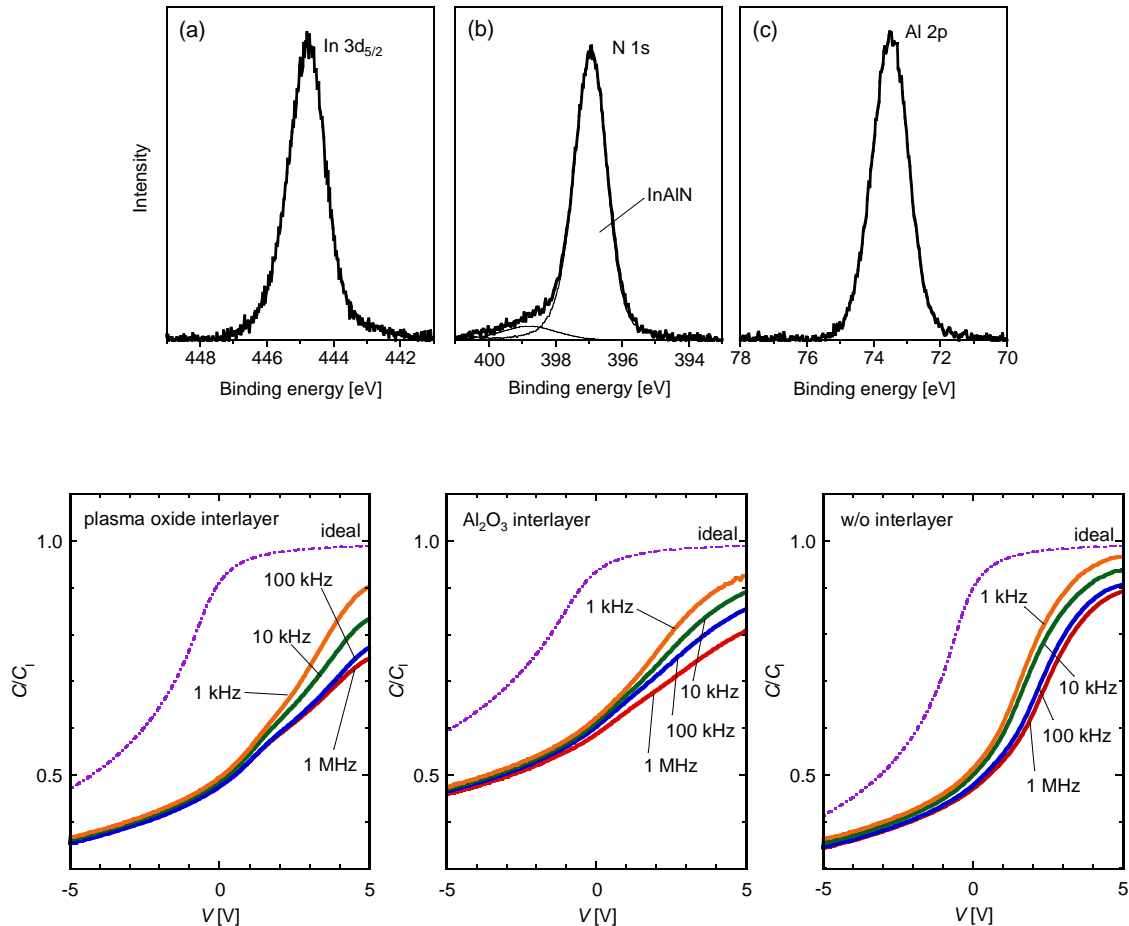 (a)
In 3d5/2
(b)
N 1s
InAlN
(c)
Al 2p
Intensity
448 446 444 442
400 398 396 394
78 76 74 72 70
Binding energy [eV]
Binding energy [eV]
Binding energy [eV]
plasma oxide interlayer
ideal
100 kHz
10 kHz
1 kHz
1 MHz
1.0
0.5
C/CI
-5 0 5
V [V]
Al2O3 interlayer
ideal
1 kHz
10 kHz
100 kHz
1 MHz
1.0
0.5
C/CI
-5 0 5
V [V]
w/o interlayer
ideal
1 kHz
10 kHz
100 kHz
1 MHz
1.0
0.5
C/CI
-5 0 5
V [V]